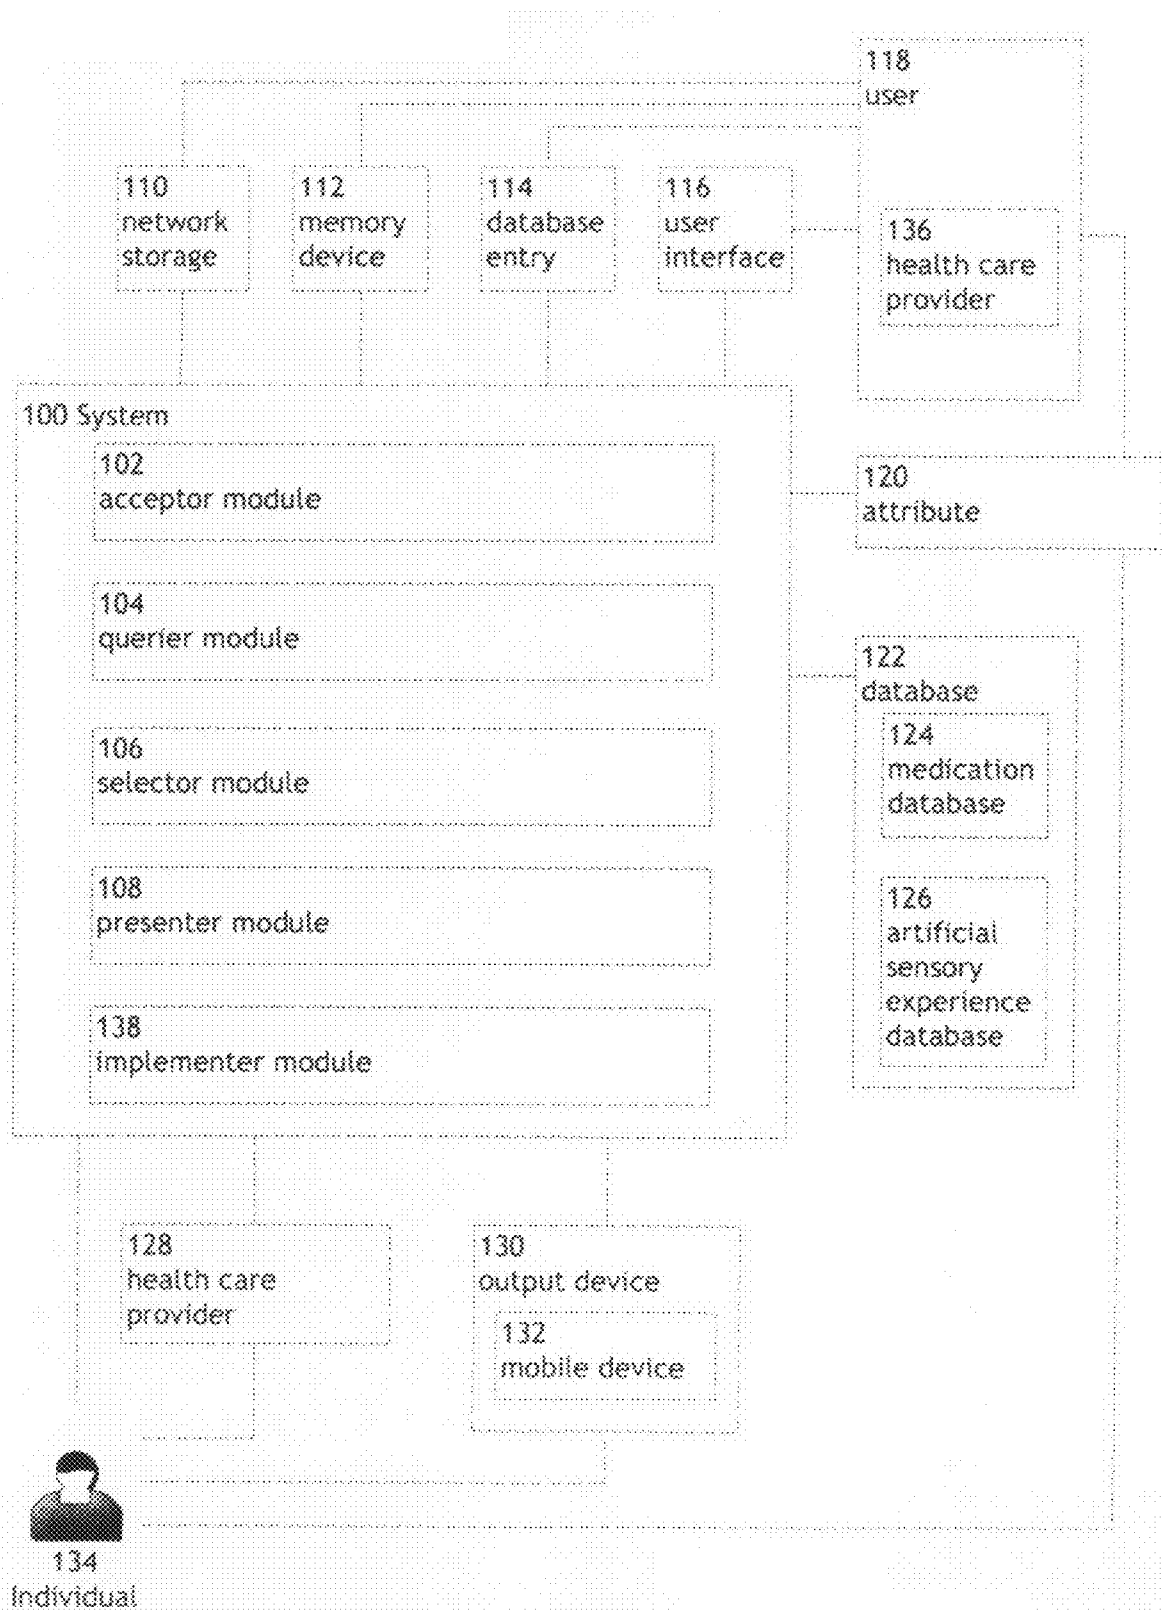 118
user
110
network
storage
112
memory
device
114
database
entry
116
user
interface
136
health care
provider
100 System
102
acceptor module
104
querier module
106
selector module
108
presenter module
138
implementer module
120
attribute
122
database
124
medication
database
126
artificial
sensory
experience
database
128
health care
provider
130
output device
132
mobile device
134
Individual